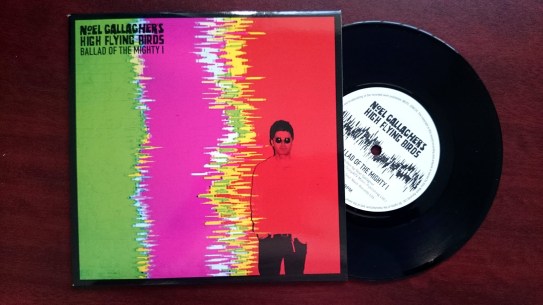 NOEL GALLAGHER'S
HIGH FLYING BIRDS
BALLAD OF THE MIGHTY I
NOEL GALLAGHER'S
HIGH FLYING BIRDS
BALLAD OF THE MIGHTY I